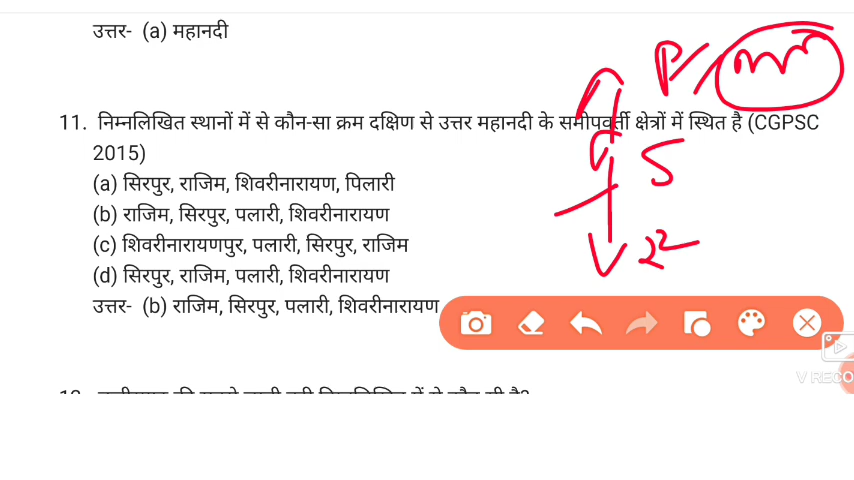 उत्तर- (a) महानदी
11. निम्नलिखित स्थानों में से कौन-सा क्रम दक्षिण से उत्तर महानदी के समीपवर्ती क्षेत्रों में स्थित है (CGPSC
2015)
(a) सिरपुर, राजिम, शिवरीनारायण, पिलारी
(b) राजिम, सिरपुर, पलारी, शिवरीनारायण
(c) शिवरीनारायणपुर, पलारी, सिरपुर, राजिम
(d) सिरपुर, राजिम, पलारी, शिवरीनारायण
उत्तर- (b) राजिम, सिरपुर, पलारी, शिवरीनारायण
V RECO